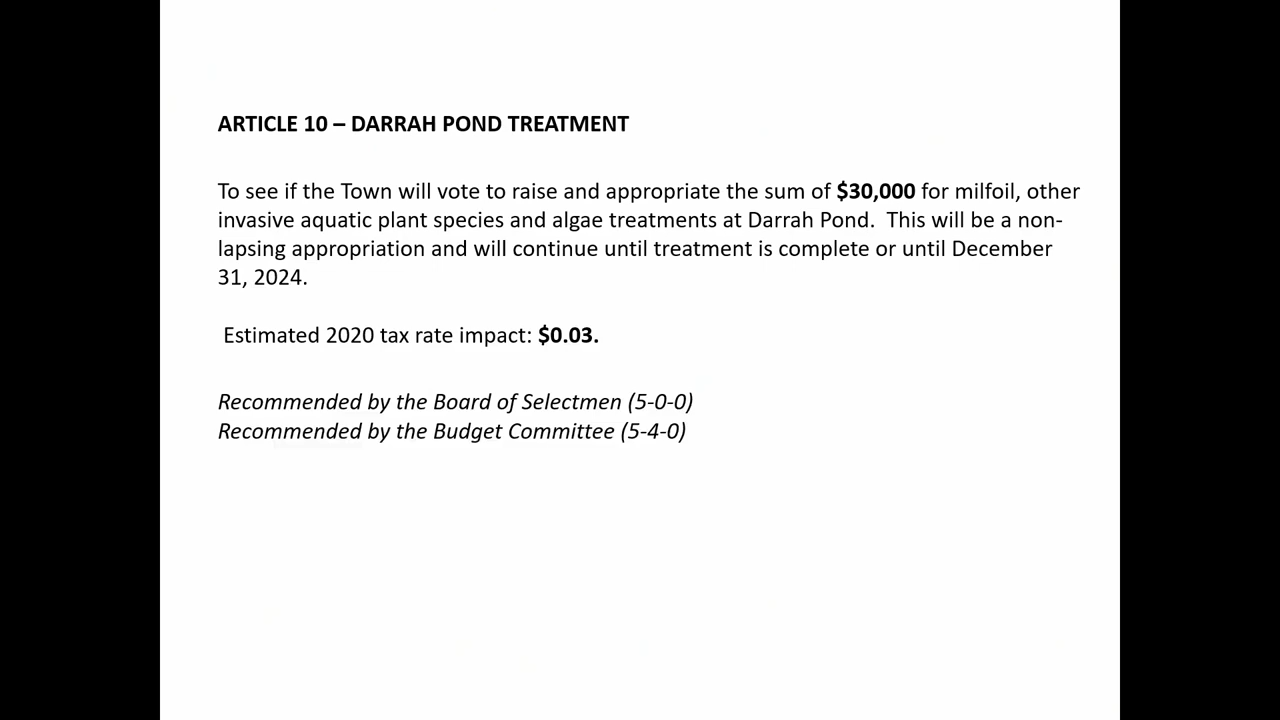 ARTICLE 10 – DARRAH POND TREATMENT
To see if the Town will vote to raise and appropriate the sum of $30,000 for milfoil, other
invasive aquatic plant species and algae treatments at Darrah Pond.  This will be a non-
lapsing appropriation and will continue until treatment is complete or until December
31, 2024.
Estimated 2020 tax rate impact: $0.03.
Recommended by the Board of Selectmen (5-0-0)
Recommended by the Budget Committee (5-4-0)